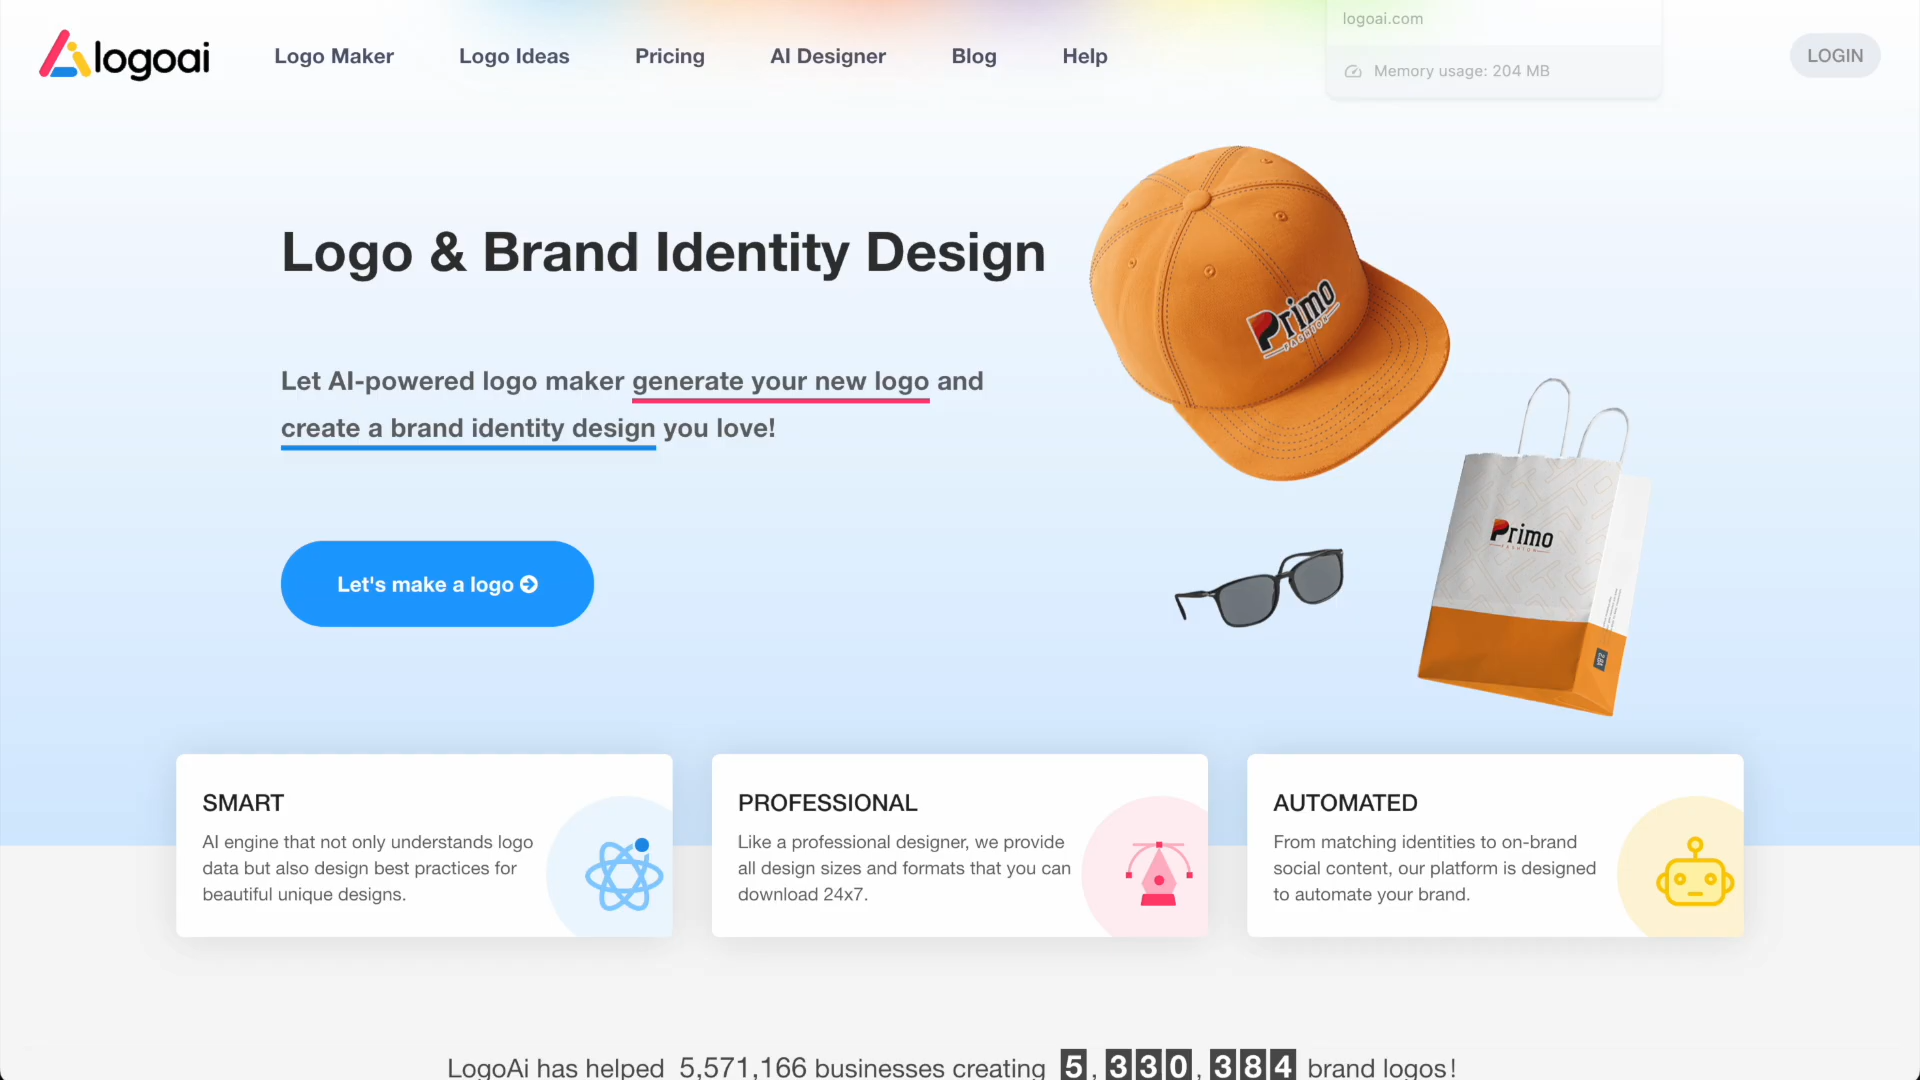 logoai.com
Memory usage: 204 MB
logoai
Logo Maker
Logo Ideas
Pricing
AI Designer
Blog
Help
LOGIN
Logo & Brand Identity Design
Let AI-powered logo maker generate your new logo and
create a brand identity design you love!
Let's make a logo
Primo
FASHION
Primo
FASHION
SMART
AI engine that not only understands logo
data but also design best practices for
beautiful unique designs.
PROFESSIONAL
Like a professional designer, we provide
all design sizes and formats that you can
download 24x7.
AUTOMATED
From matching identities to on-brand
social content, our platform is designed
to automate your brand.
LogoAi has helped 5,571,166 businesses creating 5,330,384 brand logos!